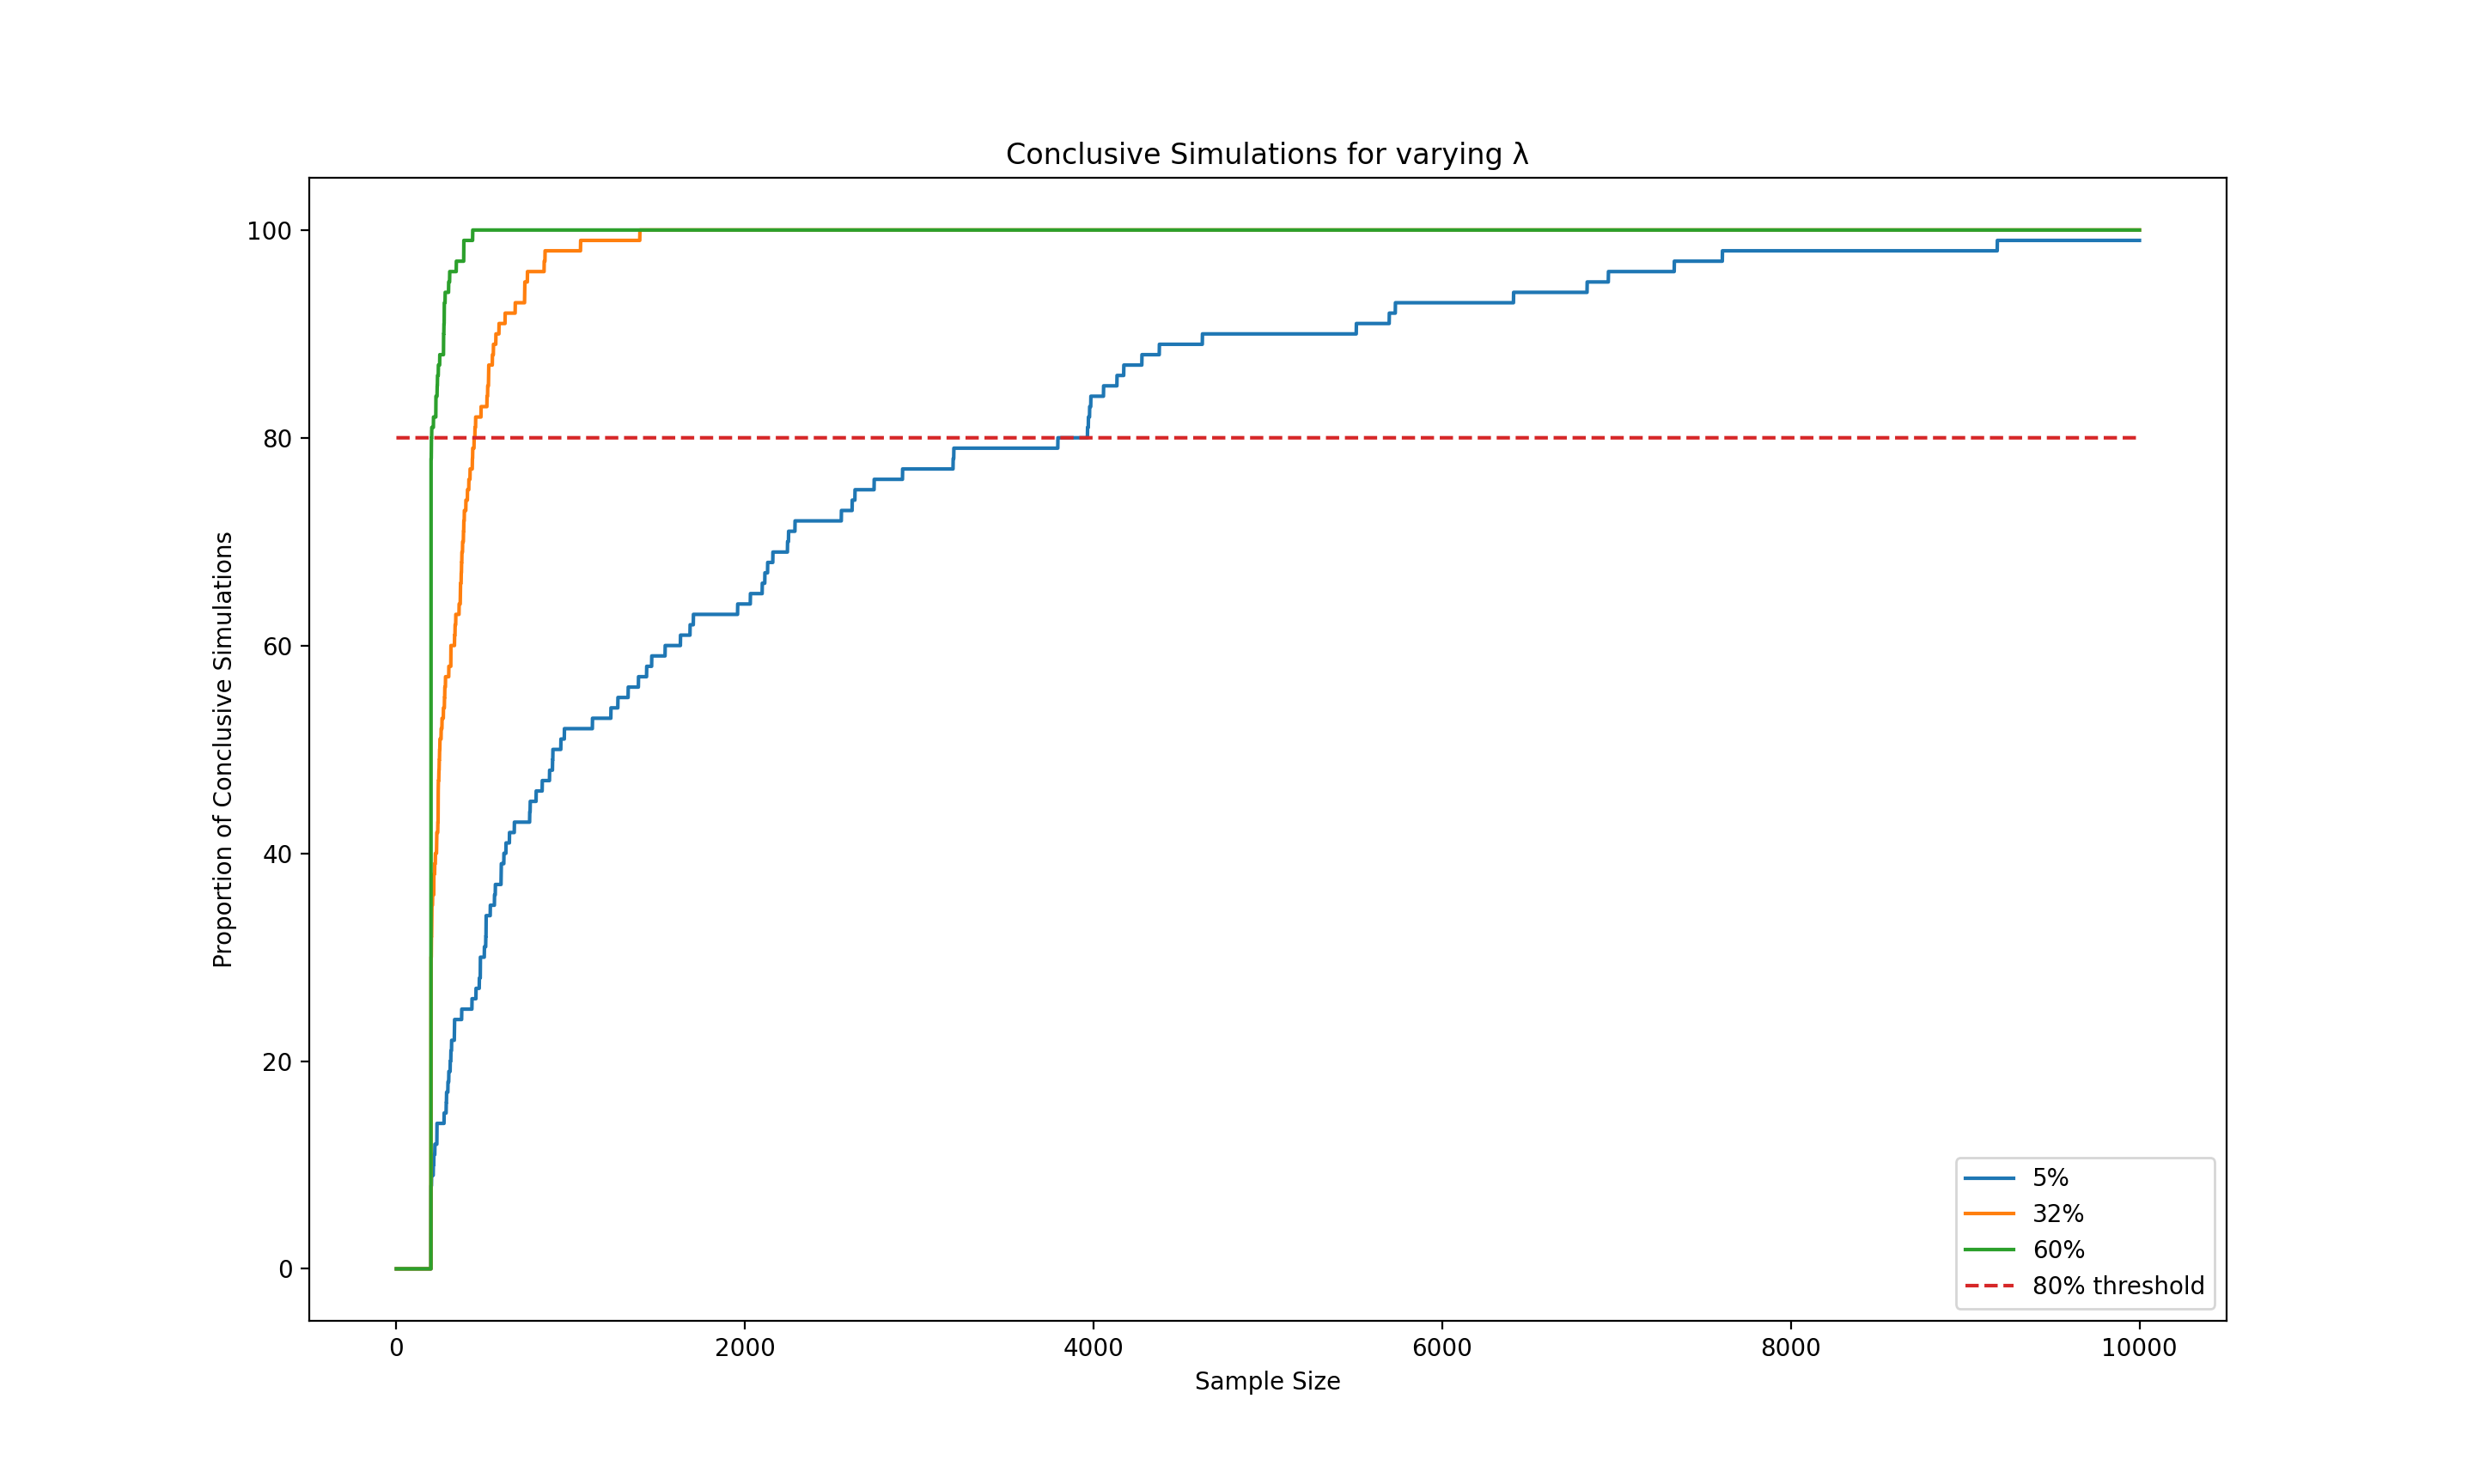 Conclusive Simulations for varying λ
Proportion of Conclusive Simulations
100
80
60
40
20
0
0 2000 4000 6000 8000 10000
Sample Size
5%
32%
60%
80% threshold